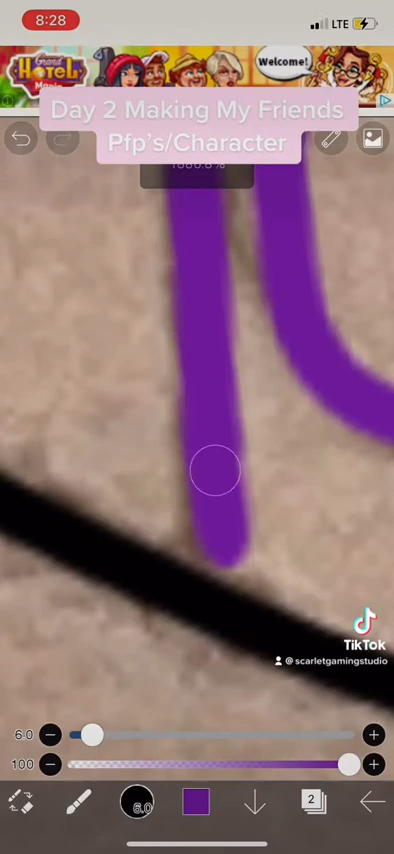 8:28
LTE
Grand
HOTEL
Mania
Welcome!
Day 2 Making My Friends
Pfp's/Character
TikTok
@scarletgamingstudio
6.0
100
6.0
2